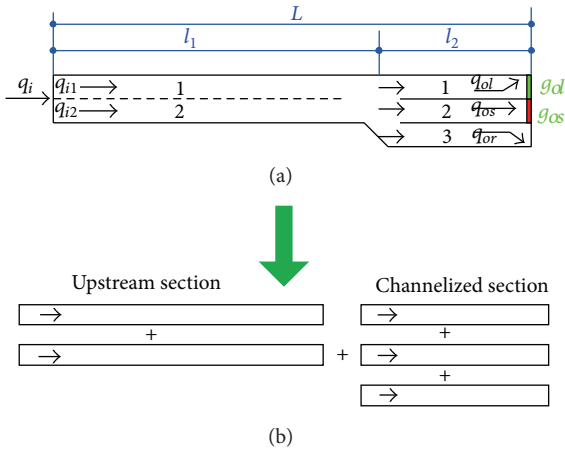 L
l₁ l₂
qᵢ qᵢ₁ 1 1 qₒₗ gₒₗ
qᵢ₂ 2 2 qₒₛ gₒₛ
3 qₒᵣ
(a)
Upstream section Channelized section
+ +
+
+
(b)